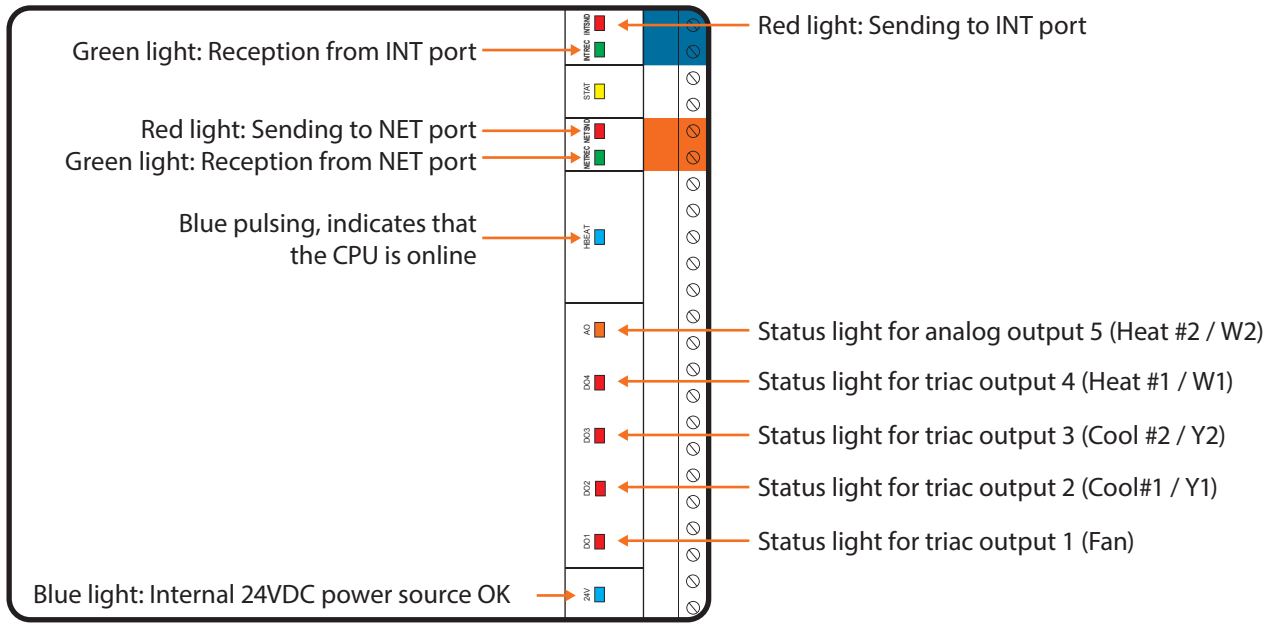 Red light: Sending to INT port
INTSND
Green light: Reception from INT port
INTREC
STAT
Red light: Sending to NET port
NETSND
Green light: Reception from NET port
NETREC
Blue pulsing, indicates that
the CPU is online
HBEAT
AO
Status light for analog output 5 (Heat #2 / W2)
DO4
Status light for triac output 4 (Heat #1 / W1)
DO3
Status light for triac output 3 (Cool #2 / Y2)
DO2
Status light for triac output 2 (Cool#1 / Y1)
DO1
Status light for triac output 1 (Fan)
Blue light: Internal 24VDC power source OK
24V